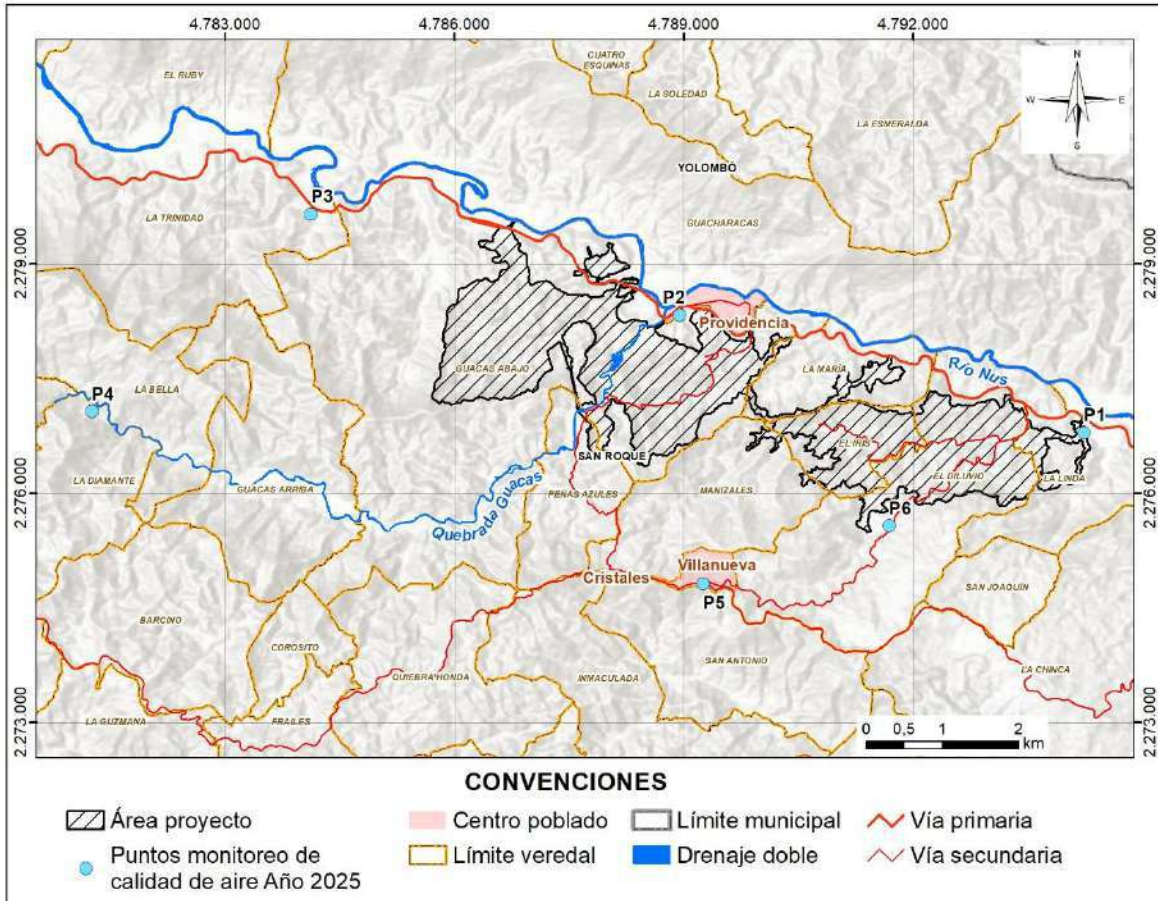 4.783.000
4.786.000
4.789.000
4.792.000
CUATRO
ESQUINAS
EL RUBY
LA SOLEDAD
LA ESMERALDA
N
W
E
S
YOLOMBÓ
P3
LA TRINIDAD
GUACHARACAS
2.279.000
2.279.000
P2
Providencia
Río Nus
GUACAS ABAJO
LA MARÍA
LA BELLA
P4
P1
EL IRIS
SAN ROQUE
LA DIAMANTE
GUACAS ARRIBA
PEÑAS AZULES
MANIZALES
EL DILUVIO
LA LINDA
2.276.000
2.276.000
Quebrada Guacas
P6
Villanueva
Cristales
P5
SAN JOAQUÍN
BARCINO
COROSITO
QUIEBRA HONDA
INMACULADA
SAN ANTONIO
LA CHINCA
LA GUZMANA
FRAILES
2.273.000
2.273.000
0 0,5 1 2
km
CONVENCIONES
Área proyecto
Centro poblado
Límite municipal
Vía primaria
Puntos monitoreo de
calidad de aire Año 2025
Límite veredal
Drenaje doble
Vía secundaria